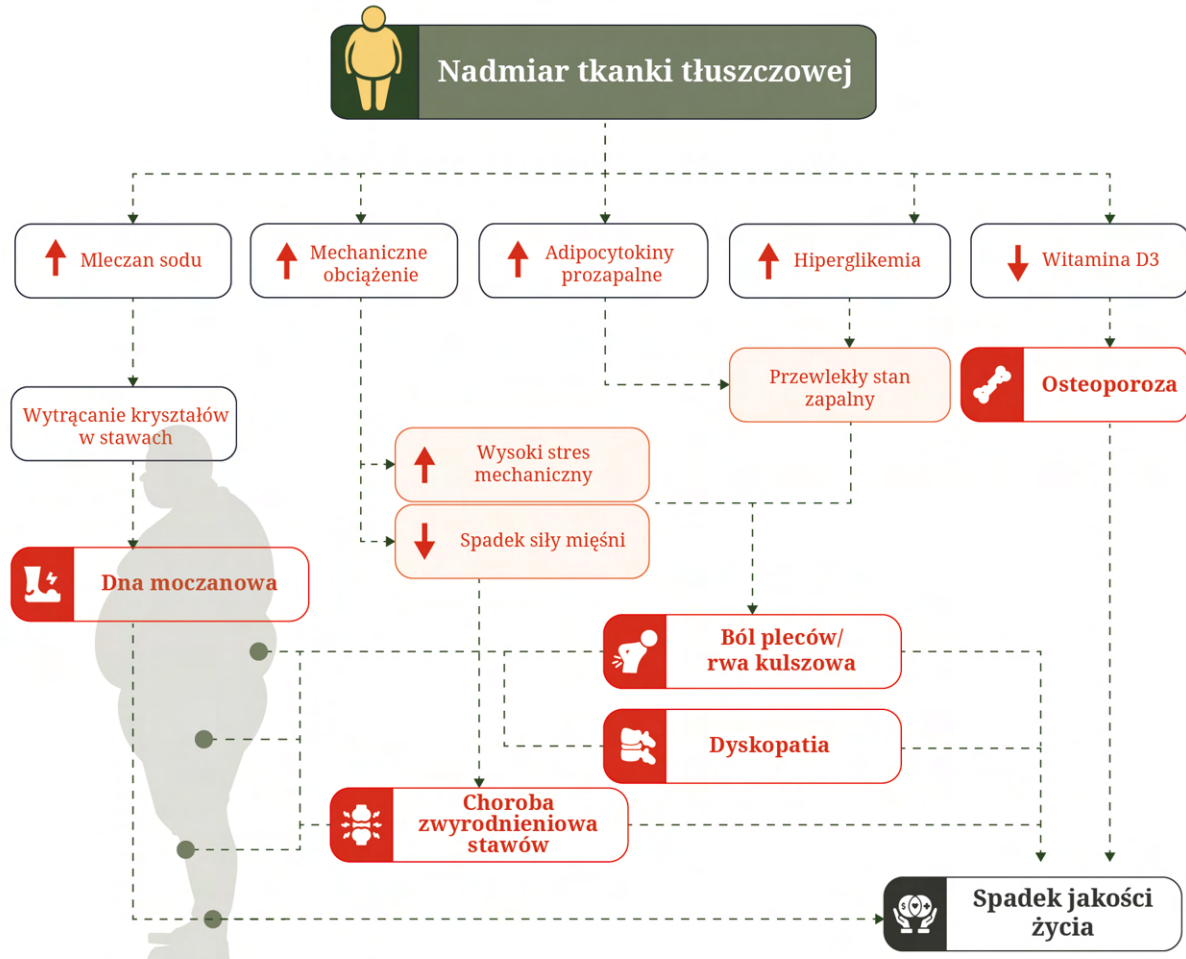 Nadmiar tkanki tłuszczowej
Mleczan sodu
Mechaniczne
obciążenie
Adipocytokiny
prozapalne
Hiperglikemia
Witamina D3
Wytrącanie kryształów
w stawach
Przewlekły stan
zapalny
Osteoporoza
Wysoki stres
mechaniczny
Spadek siły mięśni
Dna moczanowa
Ból pleców/
rwa kulszowa
Dyskopatia
Choroba
zwyrodnieniowa
stawów
Spadek jakości
życia